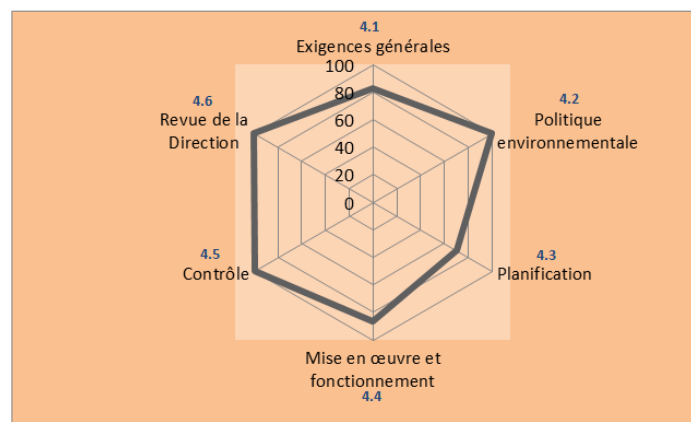 4.1
Exigences générales
100
80
60
40
20
0
4.2
Politique
environnementale
4.3
Planification
Mise en œuvre et
fonctionnement
4.4
4.5
Contrôle
4.6
Revue de la
Direction